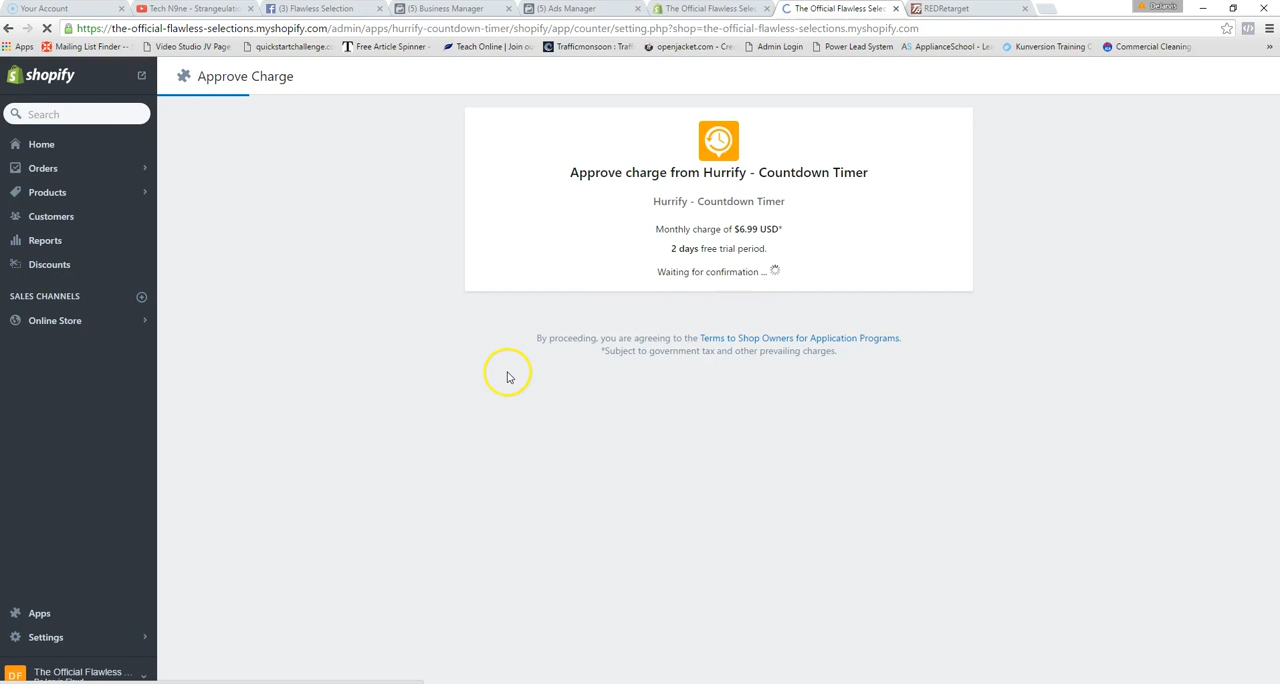 Your Account
Tech N9ne - Strangeulatio
(3) Flawless Selection
(5) Business Manager
(5) Ads Manager
The Official Flawless Sele
The Official Flawless Selec
REDRetarget
DeJarvis
https://the-official-flawless-selections.myshopify.com/admin/apps/hurrify-countdown-timer/shopify/app/counter/setting.php?shop=the-official-flawless-selections.myshopify.com
Apps
Mailing List Finder --
Video Studio JV Page
quickstartchallenge.c
Free Article Spinner -
Teach Online | Join ou
Trafficmonsoon : Traff
openjacket.com - Cre
Admin Login
Power Lead System
AS ApplianceSchool - Lea
Kunversion Training C
Commercial Cleaning
»
shopify
Approve Charge
Search
Home
Orders
Products
Customers
Reports
Discounts
SALES CHANNELS
Online Store
Approve charge from Hurrify - Countdown Timer
Hurrify - Countdown Timer
Monthly charge of $6.99 USD*
2 days free trial period.
Waiting for confirmation ...
By proceeding, you are agreeing to the Terms to Shop Owners for Application Programs.
*Subject to government tax and other prevailing charges.
Apps
Settings
DF
The Official Flawless ...